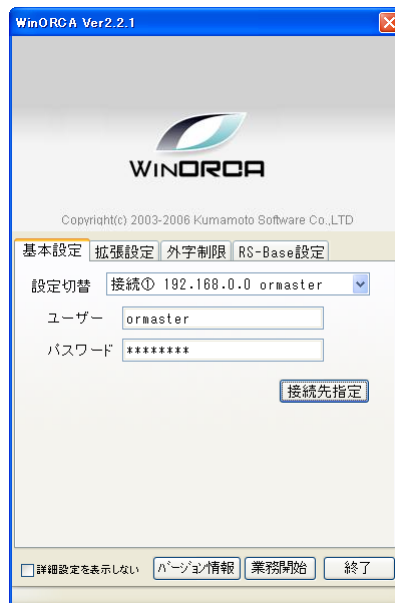 WinORCA Ver2.2.1
WINORCA
Copyright(c) 2003-2006 Kumamoto Software Co.,LTD
基本設定 拡張設定 外字制限 RS-Base設定
設定切替 接続① 192.168.0.0 ormaster
ユーザー ormaster
パスワード ********
接続先指定
詳細設定を表示しない バージョン情報 業務開始 終了